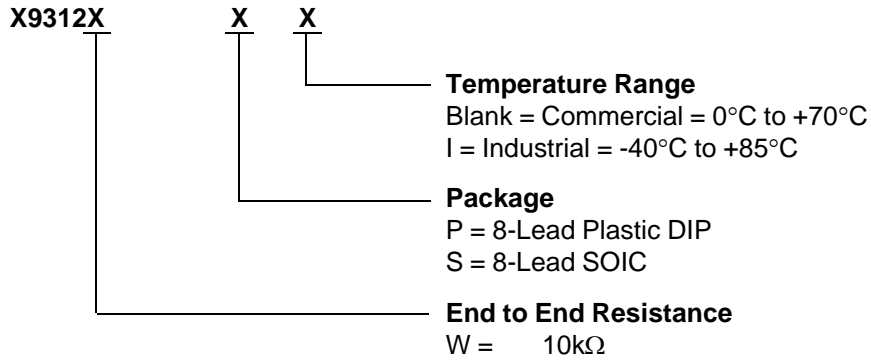 X9312X X X
Temperature Range
Blank = Commercial = 0°C to +70°C
I = Industrial = -40°C to +85°C
Package
P = 8-Lead Plastic DIP
S = 8-Lead SOIC
End to End Resistance
W = 10kΩ